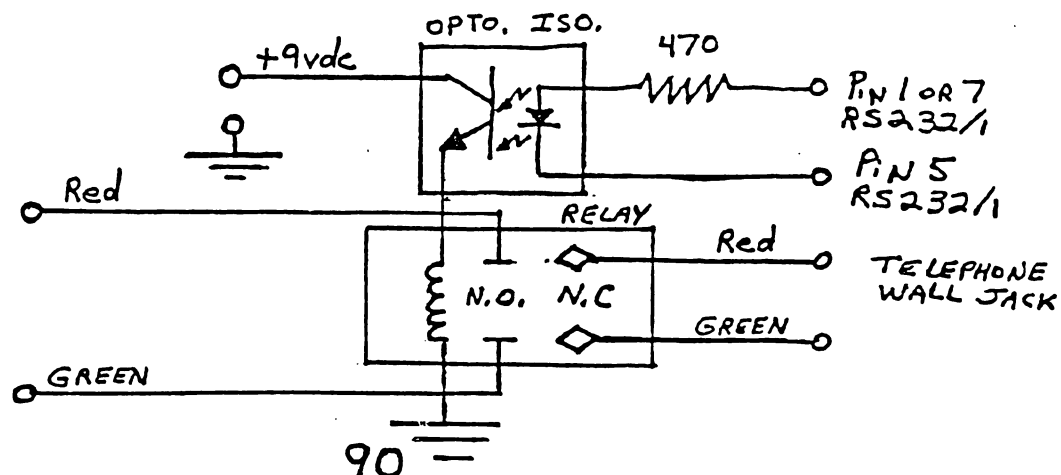 OPTO. ISO.
+9vdc
470
PIN 1 OR 7
RS232/1
PIN 5
RS232/1
Red
RELAY
Red
N.O. N.C
TELEPHONE
WALL JACK
GREEN
GREEN
90